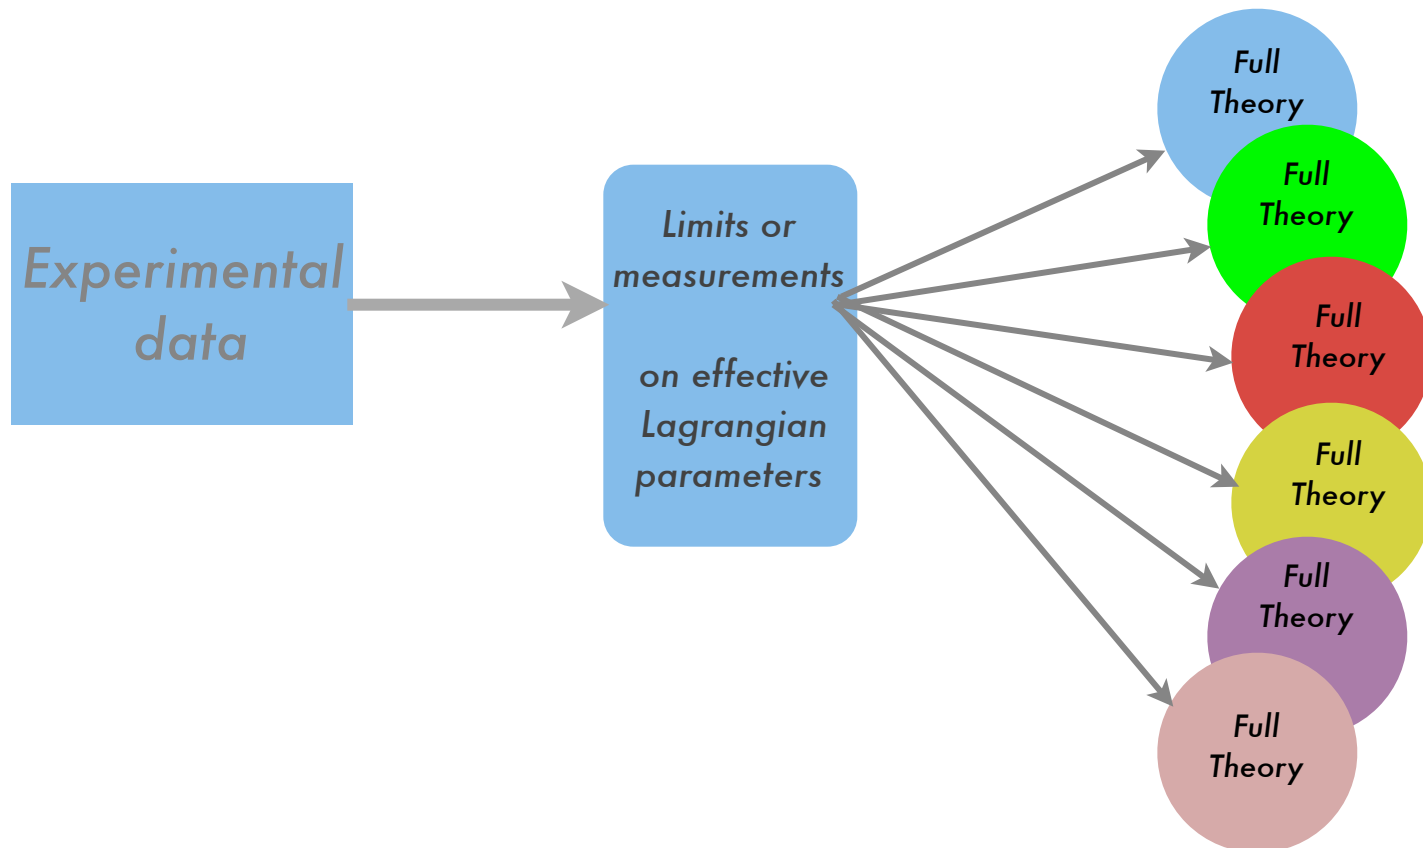 Experimental
data
Limits or
measurements
on effective
Lagrangian
parameters
Full
Theory
Full
Theory
Full
Theory
Full
Theory
Full
Theory
Full
Theory